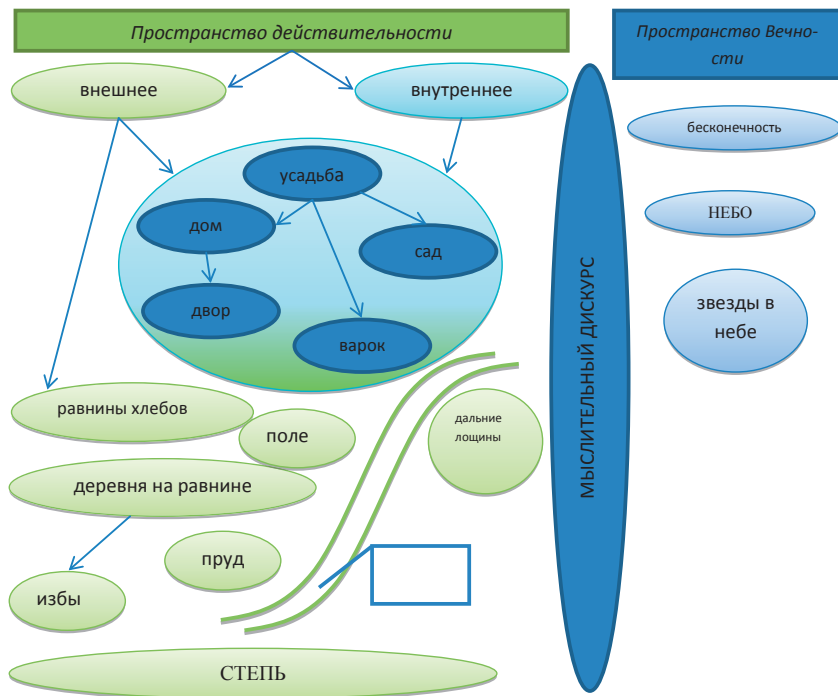 Пространство действительности
Пространство Вечно-
сти
внешнее
внутреннее
бесконечность
усадьба
дом
сад
НЕБО
двор
варок
звезды в
небе
МЫСЛИТЕЛЬНЫЙ ДИСКУРС
равнины хлебов
поле
дальние
лощины
деревня на равнине
пруд
избы
СТЕПЬ